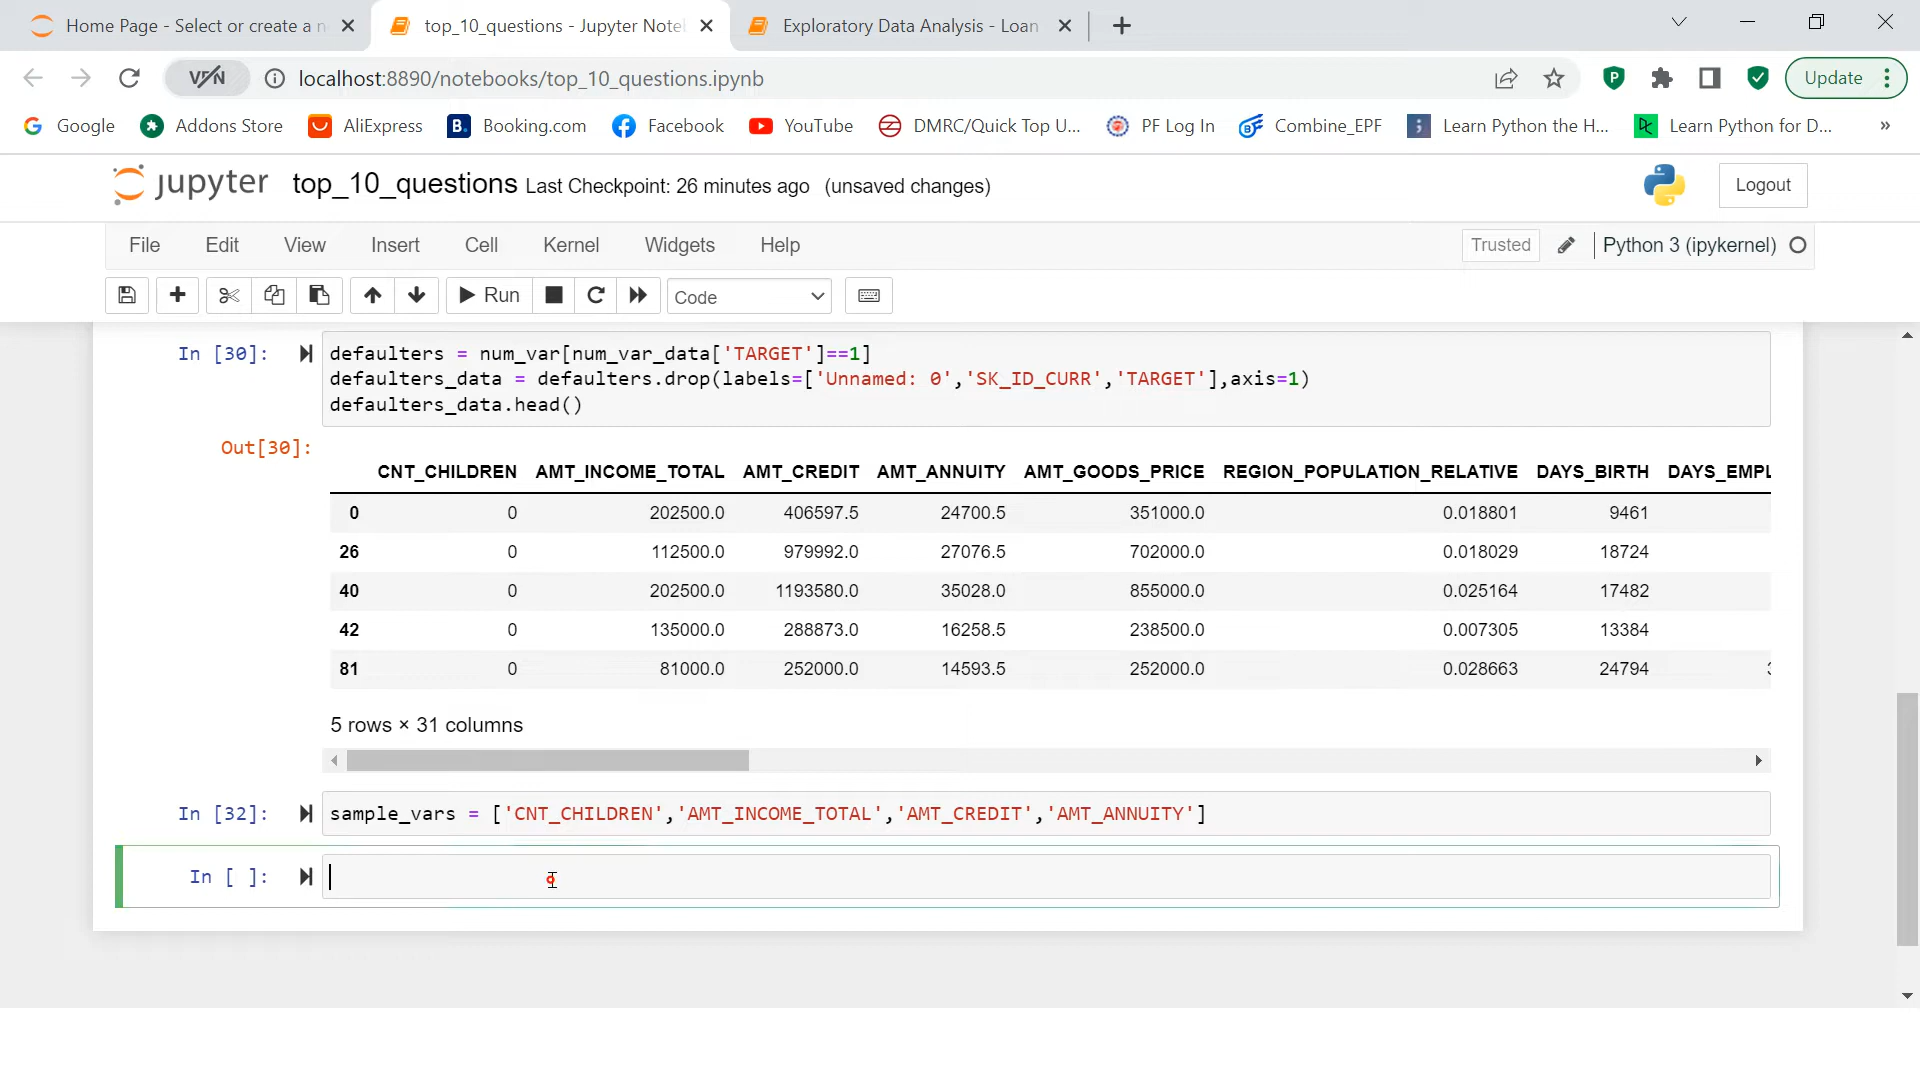 Home Page - Select or create a n
top_10_questions - Jupyter Note
Exploratory Data Analysis - Loan
VPN
localhost:8890/notebooks/top_10_questions.ipynb
Update
Google
Addons Store
AliExpress
B. Booking.com
Facebook
YouTube
DMRC/Quick Top U...
PF Log In
Combine_EPF
Learn Python the H...
Learn Python for D...
»
jupyter top_10_questions Last Checkpoint: 26 minutes ago (unsaved changes)
Logout
File Edit View Insert Cell Kernel Widgets Help
Trusted
Python 3 (ipykernel)
Run
Code
In [30]:
defaulters = num_var[num_var_data['TARGET']==1]
defaulters_data = defaulters.drop(labels=['Unnamed: 0','SK_ID_CURR','TARGET'],axis=1)
defaulters_data.head()
Out[30]:
CNT_CHILDREN AMT_INCOME_TOTAL AMT_CREDIT AMT_ANNUITY AMT_GOODS_PRICE REGION_POPULATION_RELATIVE DAYS_BIRTH DAYS_EMPL
0 0 202500.0 406597.5 24700.5 351000.0 0.018801 9461
26 0 112500.0 979992.0 27076.5 702000.0 0.018029 18724
40 0 202500.0 1193580.0 35028.0 855000.0 0.025164 17482
42 0 135000.0 288873.0 16258.5 238500.0 0.007305 13384
81 0 81000.0 252000.0 14593.5 252000.0 0.028663 24794
5 rows × 31 columns
In [32]:
sample_vars = ['CNT_CHILDREN','AMT_INCOME_TOTAL','AMT_CREDIT','AMT_ANNUITY']
In [ ]: